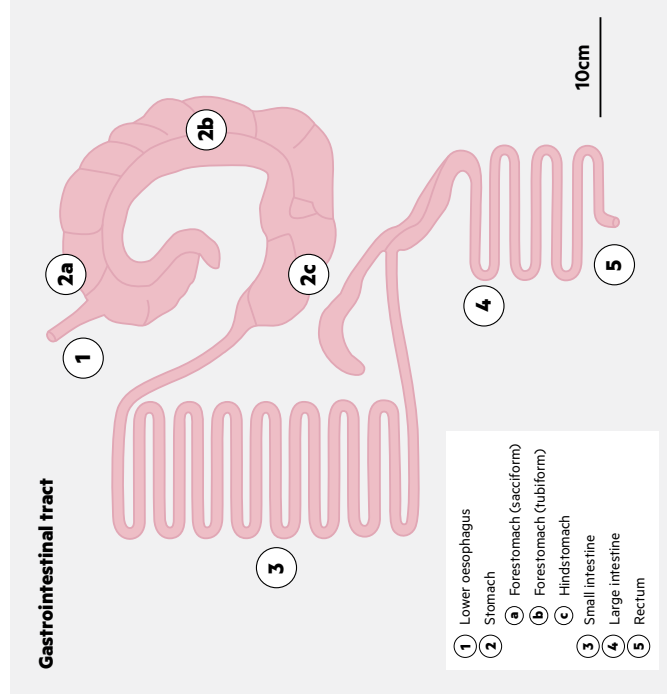 Gastrointestinal tract
1
2a
2b
2c
3
4
5
10cm
1 Lower oesophagus
2 Stomach
a Forestomach (sacciform)
b Forestomach (tubiform)
c Hindstomach
3 Small intestine
4 Large intestine
5 Rectum